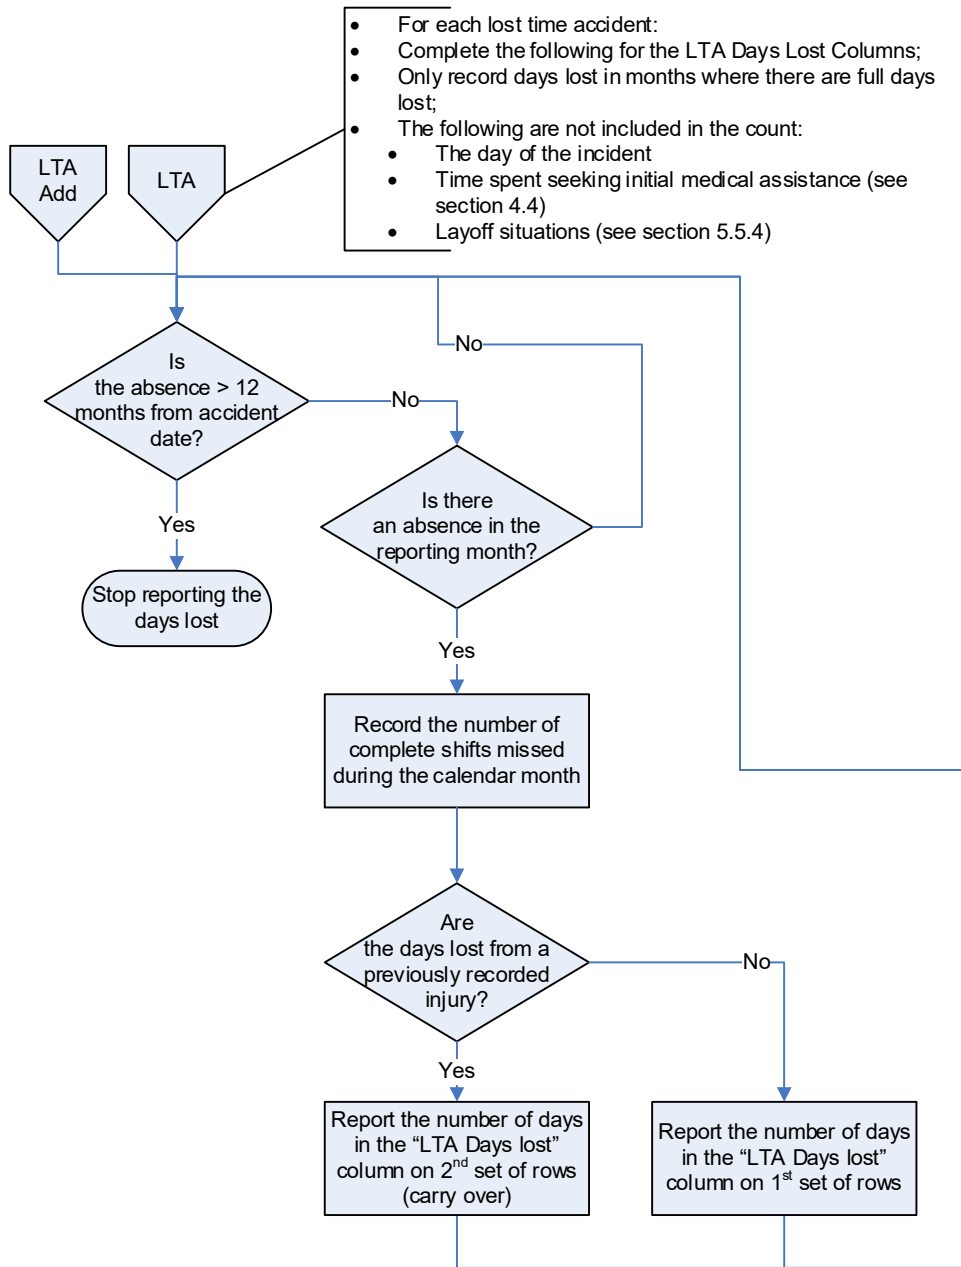 • For each lost time accident:
• Complete the following for the LTA Days Lost Columns;
• Only record days lost in months where there are full days
lost;
• The following are not included in the count:
• The day of the incident
• Time spent seeking initial medical assistance (see
section 4.4)
• Layoff situations (see section 5.5.4)
LTA
Add
LTA
Is
the absence > 12
months from accident
date?
No
No
Yes
Stop reporting the
days lost
Is there
an absence in the
reporting month?
Yes
Record the number of
complete shifts missed
during the calendar month
Are
the days lost from a
previously recorded
injury?
No
Yes
Report the number of days
in the “LTA Days lost”
column on 2nd set of rows
(carry over)
Report the number of days
in the “LTA Days lost”
column on 1st set of rows